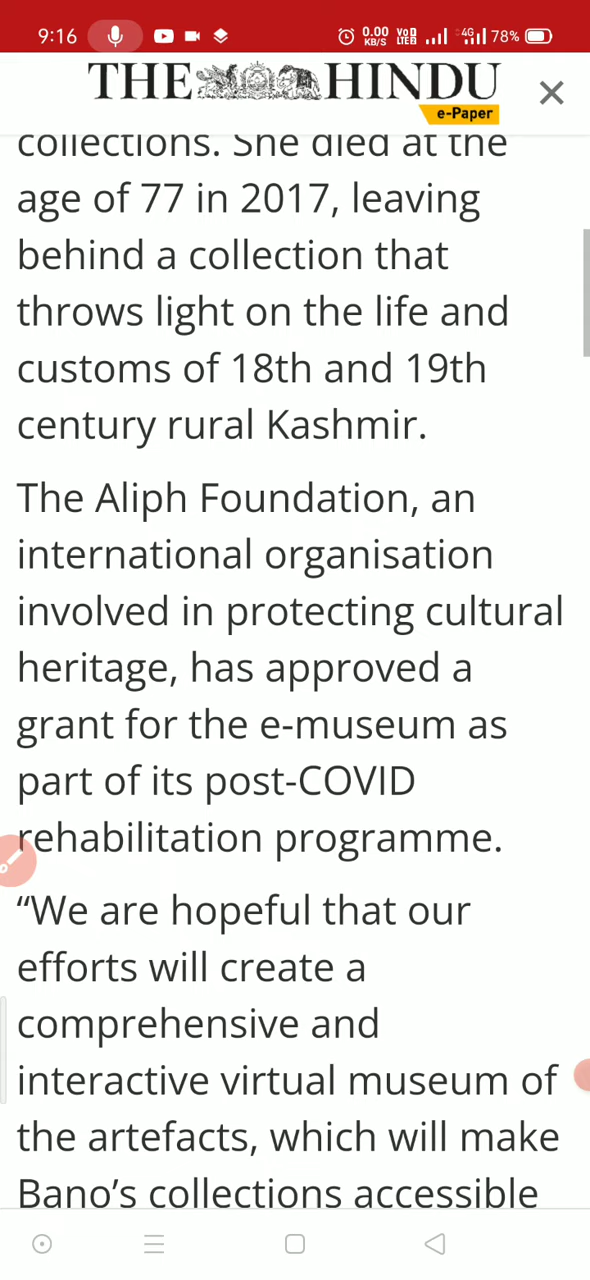 9:16 0.00 KB/S VoD LTE 4G 78%
THE HINDU
e-Paper
collections. She died at the
age of 77 in 2017, leaving
behind a collection that
throws light on the life and
customs of 18th and 19th
century rural Kashmir.
The Aliph Foundation, an
international organisation
involved in protecting cultural
heritage, has approved a
grant for the e-museum as
part of its post-COVID
rehabilitation programme.
“We are hopeful that our
efforts will create a
comprehensive and
interactive virtual museum of
the artefacts, which will make
Bano’s collections accessible